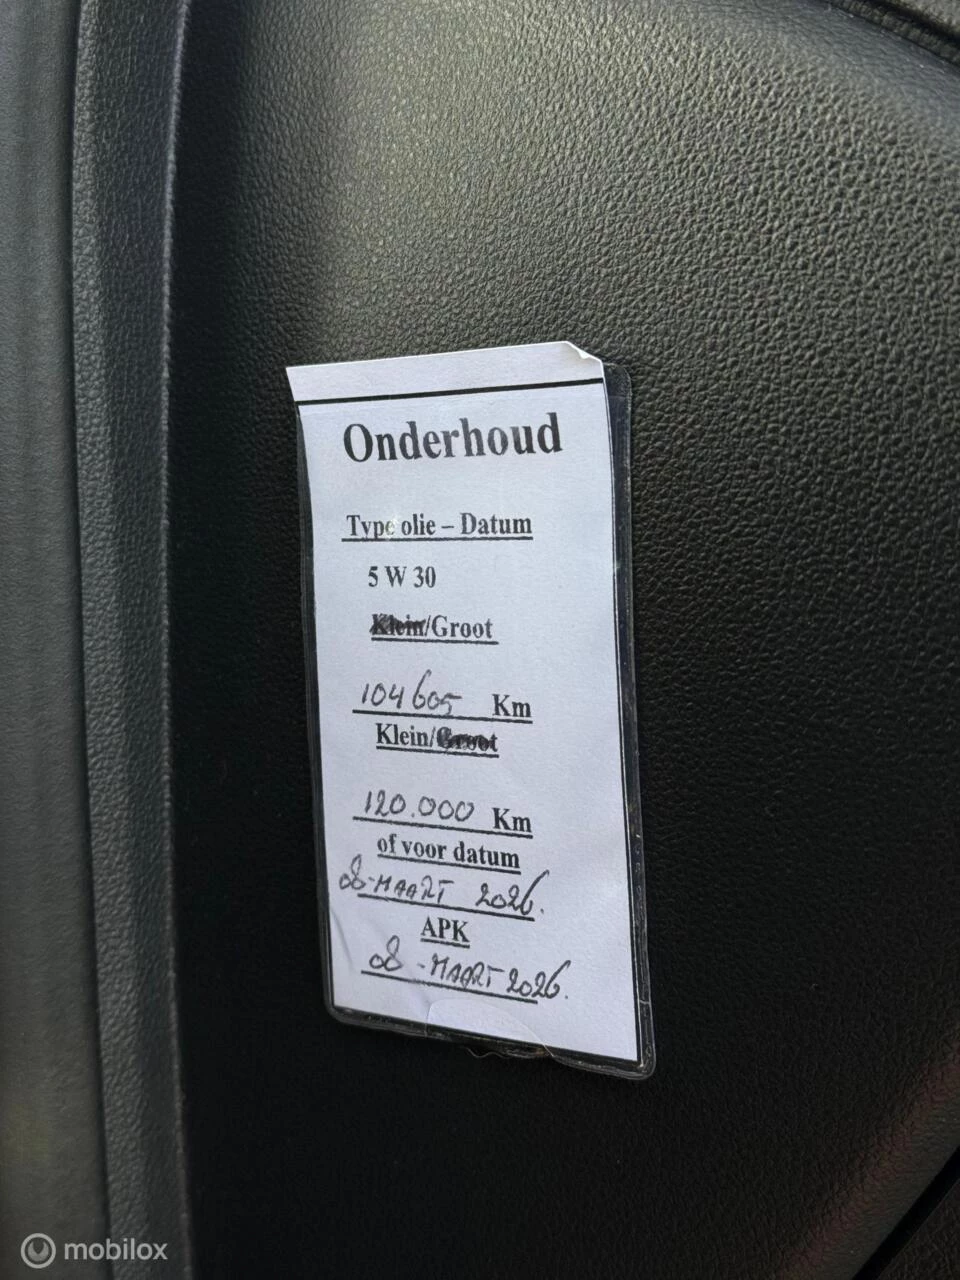 Onderhoud
Type olie – Datum
5 W 30
Klein/Groot
104605 Km
Klein/Groot
120.000 Km
of voor datum
08-MAART 2026.
APK
08-MAART 2026.
mobilox